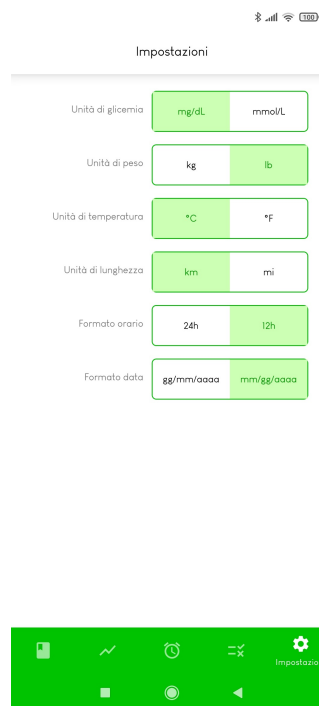 100
Impostazioni
Unità di glicemia mg/dL mmol/L
Unità di peso kg lb
Unità di temperatura °C °F
Unità di lunghezza km mi
Formato orario 24h 12h
Formato data gg/mm/aaaa mm/gg/aaaa
Impostazio